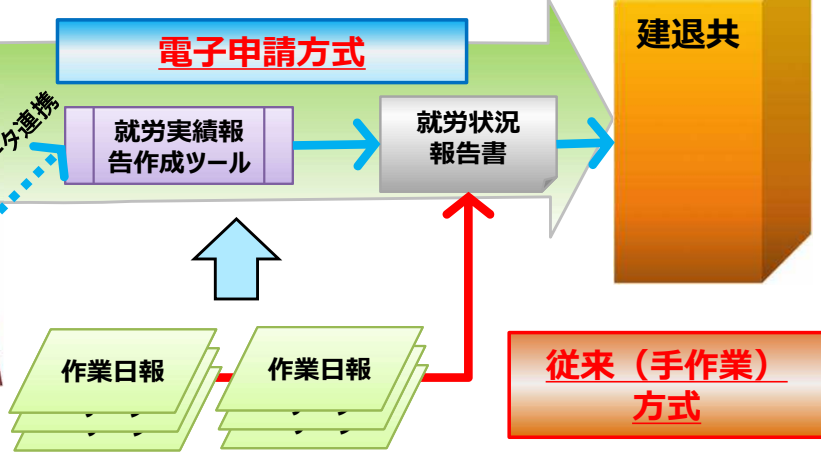 電子申請方式
建退共
タ連携
就労実績報
告作成ツール
就労状況
報告書
作業日報
作業日報
従来（手作業）
方式